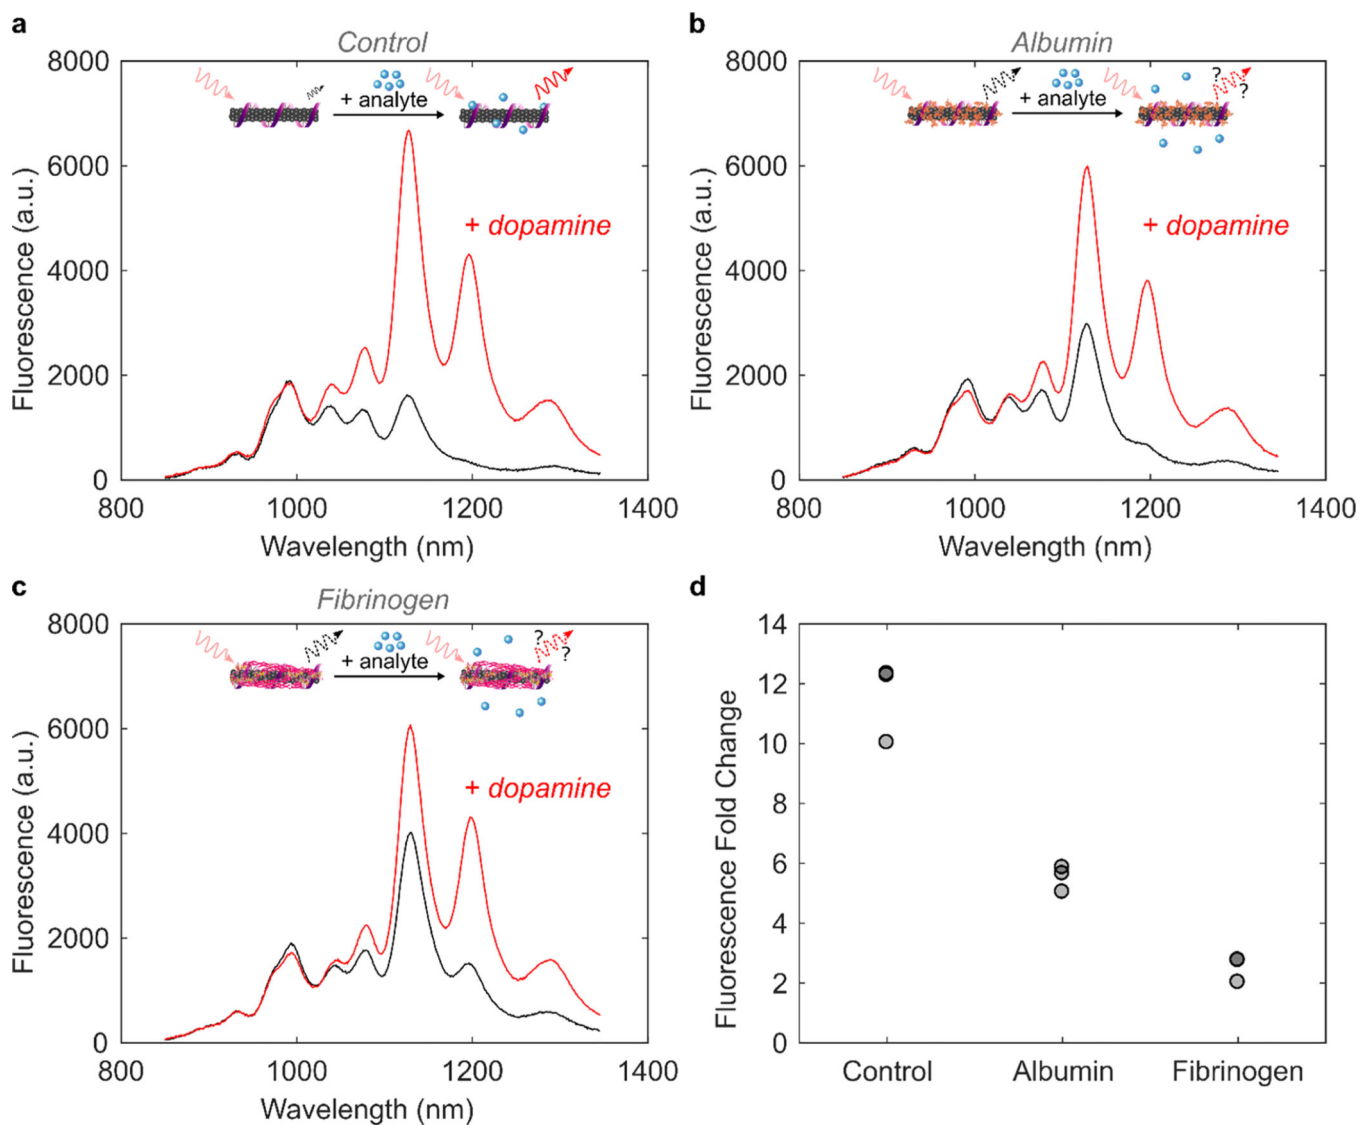 a
Control
8000
6000
4000
2000
0
Fluorescence (a.u.)
+ analyte
+ dopamine
800
1000
1200
1400
Wavelength (nm)
b
Albumin
8000
6000
4000
2000
0
Fluorescence (a.u.)
+ analyte
?
?
+ dopamine
800
1000
1200
1400
Wavelength (nm)
c
Fibrinogen
8000
6000
4000
2000
0
Fluorescence (a.u.)
+ analyte
?
?
+ dopamine
800
1000
1200
1400
Wavelength (nm)
d
14
12
10
8
6
4
2
0
Fluorescence Fold Change
Control
Albumin
Fibrinogen